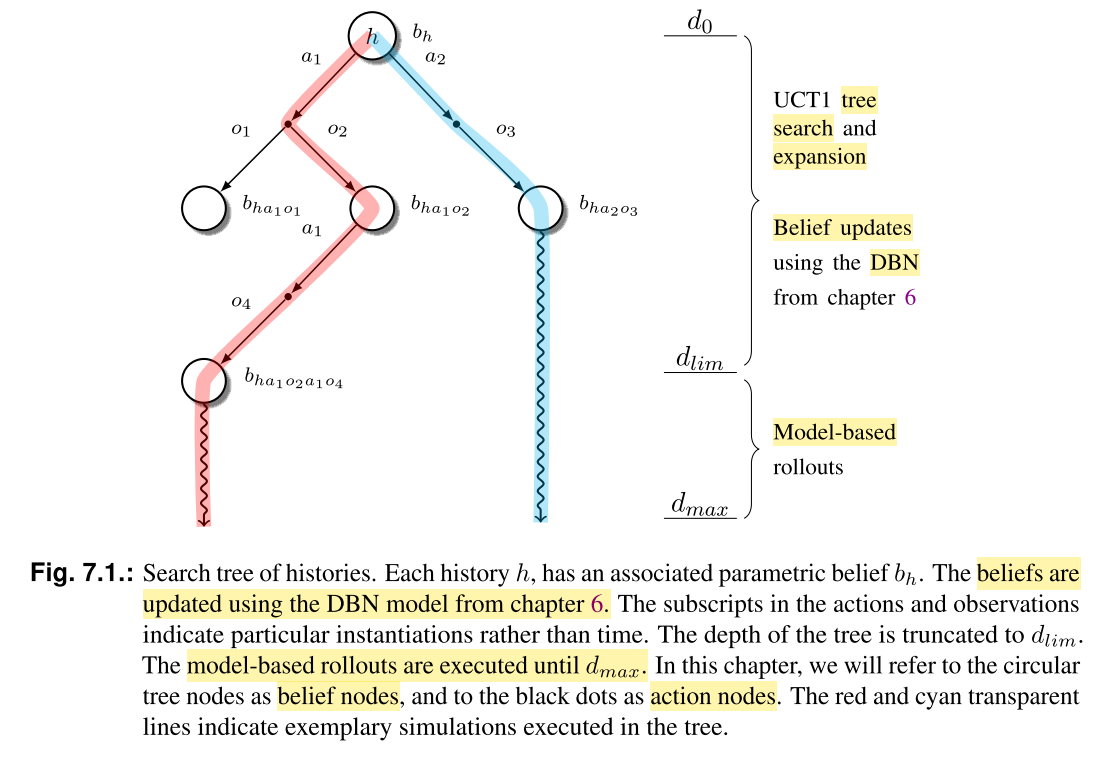 h
b_h
d_0
a_1
a_2
UCT1 tree
search and
expansion
o_1
o_2
o_3
b_{ha_1o_1}
b_{ha_1o_2}
b_{ha_2o_3}
Belief updates
using the DBN
from chapter 6
a_1
o_4
d_{lim}
b_{ha_1o_2a_1o_4}
Model-based
rollouts
d_{max}
Fig. 7.1.: Search tree of histories. Each history h, has an associated parametric belief b_h. The beliefs are
updated using the DBN model from chapter 6. The subscripts in the actions and observations
indicate particular instantiations rather than time. The depth of the tree is truncated to d_{lim}.
The model-based rollouts are executed until d_{max}. In this chapter, we will refer to the circular
tree nodes as belief nodes, and to the black dots as action nodes. The red and cyan transparent
lines indicate exemplary simulations executed in the tree.